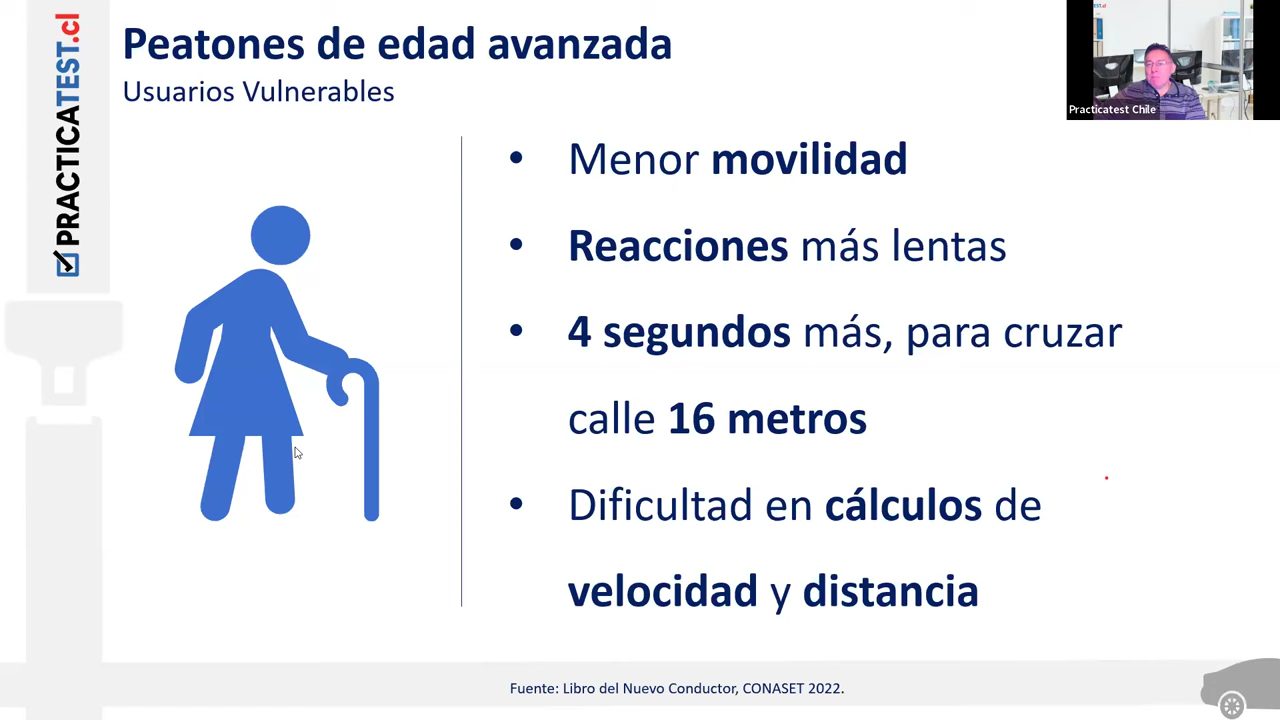 PRACTICATEST.cl
Peatones de edad avanzada
Usuarios Vulnerables
Practicatest Chile
• Menor movilidad
• Reacciones más lentas
• 4 segundos más, para cruzar
calle 16 metros
• Dificultad en cálculos de
velocidad y distancia
Fuente: Libro del Nuevo Conductor, CONASET 2022.